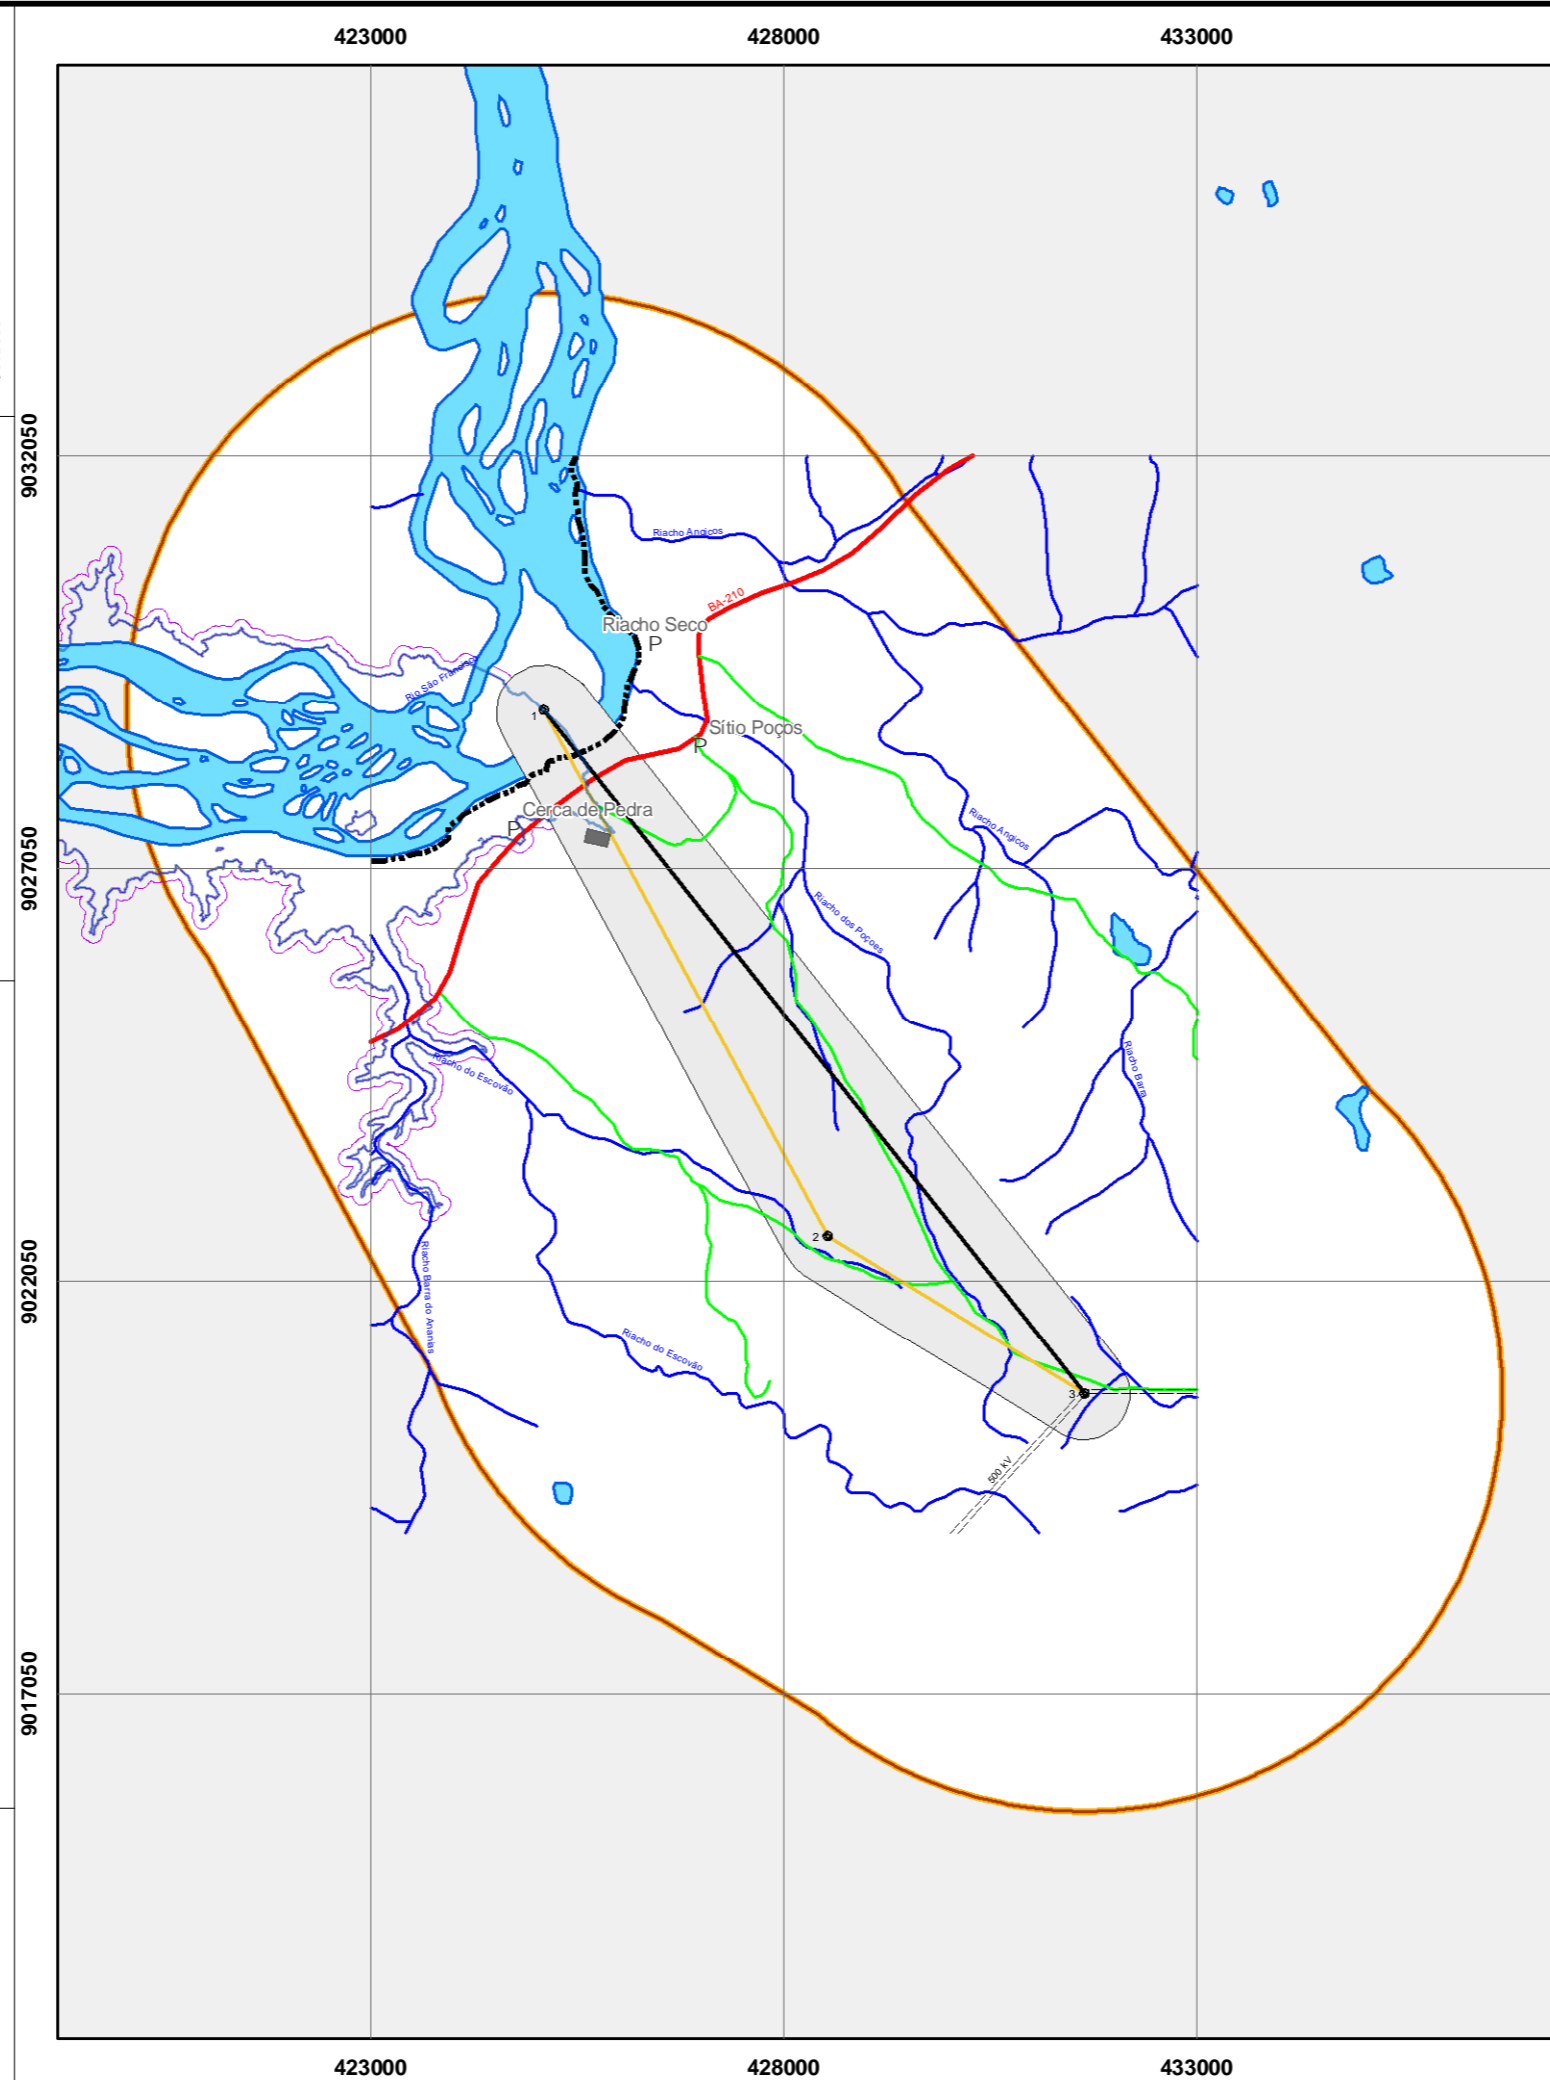 423000 428000 433000
9032050
Riacho Angicos
BA-210
Riacho Seco
P
Rio São Francisco
1
Sítio Poços
P
Cerca de Pedra
P
Riacho Angicos
9027050
Riacho dos Poções
Riacho do Escovão
Riacho Barra
2
Riacho Barra do Ananias
9022050
Riacho do Escovão
3
500 kV
9017050
423000 428000 433000